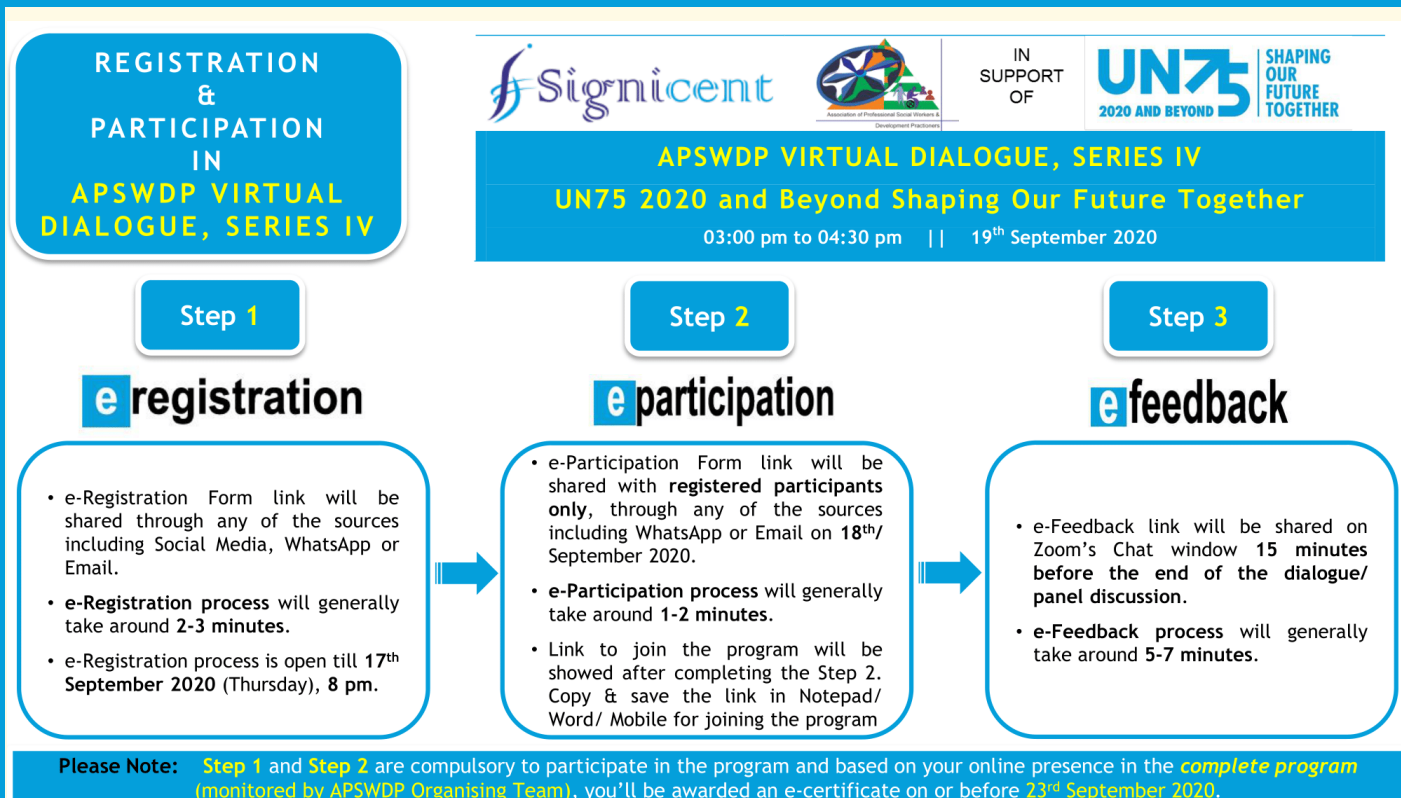 REGISTRATION
&
PARTICIPATION
IN
APSWDP VIRTUAL
DIALOGUE, SERIES IV
Signicent
Association of Professional Social Workers &
Development Practioners
IN
SUPPORT
OF
UN75
2020 AND BEYOND
SHAPING
OUR
FUTURE
TOGETHER
APSWDP VIRTUAL DIALOGUE, SERIES IV
UN75 2020 and Beyond Shaping Our Future Together
03:00 pm to 04:30 pm || 19th September 2020
Step 1
e registration
• e-Registration Form link will be
shared through any of the sources
including Social Media, WhatsApp or
Email.
• e-Registration process will generally
take around 2-3 minutes.
• e-Registration process is open till 17th
September 2020 (Thursday), 8 pm.
Step 2
e participation
• e-Participation Form link will be
shared with registered participants
only, through any of the sources
including WhatsApp or Email on 18th/
September 2020.
• e-Participation process will generally
take around 1-2 minutes.
• Link to join the program will be
showed after completing the Step 2.
Copy & save the link in Notepad/
Word/ Mobile for joining the program
Step 3
e feedback
• e-Feedback link will be shared on
Zoom's Chat window 15 minutes
before the end of the dialogue/
panel discussion.
• e-Feedback process will generally
take around 5-7 minutes.
Please Note: Step 1 and Step 2 are compulsory to participate in the program and based on your online presence in the complete program
(monitored by APSWDP Organising Team), you'll be awarded an e-certificate on or before 23rd September 2020.